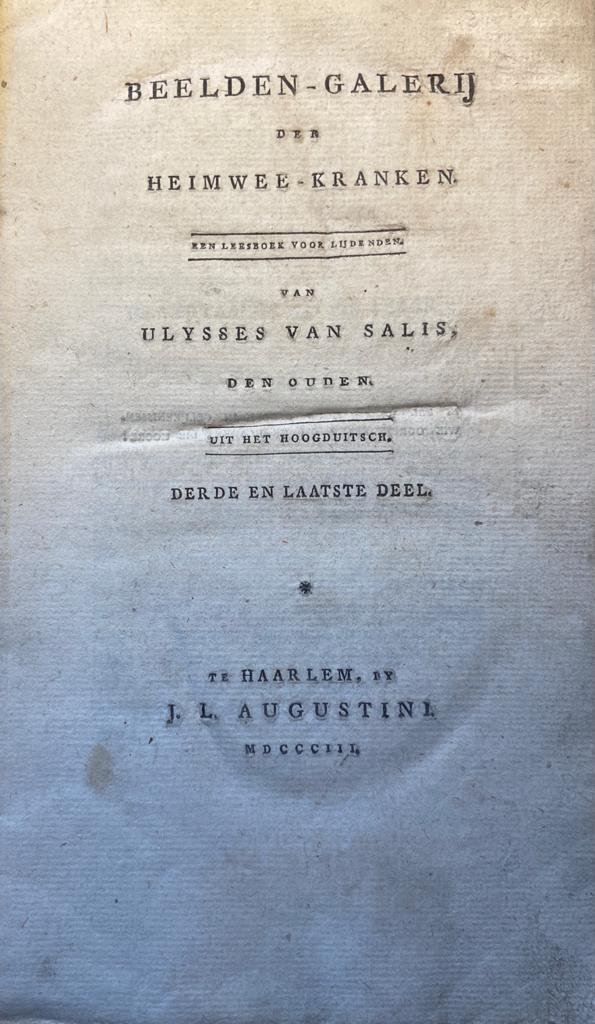 BEELDEN-GALERIJ
DER
HEIMWEE-KRANKEN.
EEN LEESBOEK VOOR LIJDENDEN.
VAN
ULYSSES VAN SALIS,
DEN OUDEN.
UIT HET HOOGDUITSCH.
DERDE EN LAATSTE DEEL.
*
TE HAARLEM, BY
J. L. AUGUSTINI.
MDCCCIII.